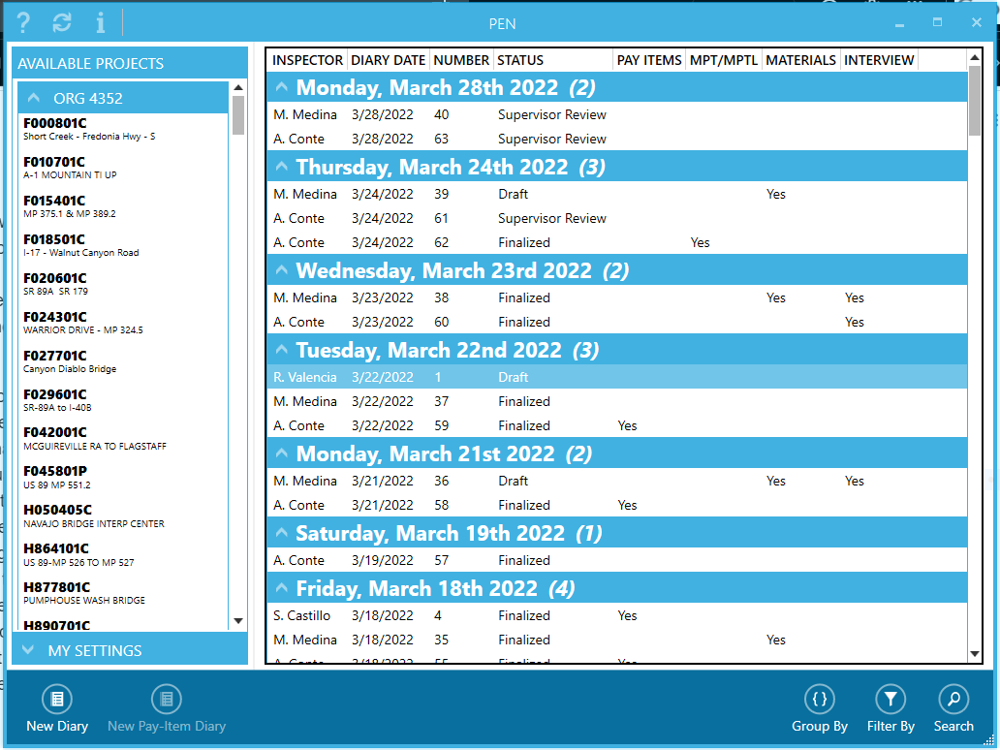 PEN
AVAILABLE PROJECTS
ORG 4352
F000801C
Short Creek - Fredonia Hwy - S
F010701C
A-1 MOUNTAIN TI UP
F015401C
MP 375.1 & MP 389.2
F018501C
I-17 - Walnut Canyon Road
F020601C
SR 89A SR 179
F024301C
WARRIOR DRIVE - MP 324.5
F027701C
Canyon Diablo Bridge
F029601C
SR-89A to I-40B
F042001C
MCGUIREVILLE RA TO FLAGSTAFF
F045801P
US 89 MP 551.2
H050405C
NAVAJO BRIDGE INTERP CENTER
H864101C
US 89-MP 526 TO MP 527
H877801C
PUMPHOUSE WASH BRIDGE
H890701C
MY SETTINGS
INSPECTOR DIARY DATE NUMBER STATUS PAY ITEMS MPT/MPTL MATERIALS INTERVIEW
Monday, March 28th 2022 (2)
M. Medina 3/28/2022 40 Supervisor Review
A. Conte 3/28/2022 63 Supervisor Review
Thursday, March 24th 2022 (3)
M. Medina 3/24/2022 39 Draft Yes
A. Conte 3/24/2022 61 Supervisor Review
A. Conte 3/24/2022 62 Finalized Yes
Wednesday, March 23rd 2022 (2)
M. Medina 3/23/2022 38 Finalized Yes Yes
A. Conte 3/23/2022 60 Finalized Yes
Tuesday, March 22nd 2022 (3)
R. Valencia 3/22/2022 1 Draft
M. Medina 3/22/2022 37 Finalized
A. Conte 3/22/2022 59 Finalized Yes
Monday, March 21st 2022 (2)
M. Medina 3/21/2022 36 Draft Yes Yes
A. Conte 3/21/2022 58 Finalized Yes
Saturday, March 19th 2022 (1)
A. Conte 3/19/2022 57 Finalized
Friday, March 18th 2022 (4)
S. Castillo 3/18/2022 4 Finalized Yes
M. Medina 3/18/2022 35 Finalized Yes
A. Conte 3/18/2022 55 Finalized Yes
New Diary New Pay-Item Diary Group By Filter By Search